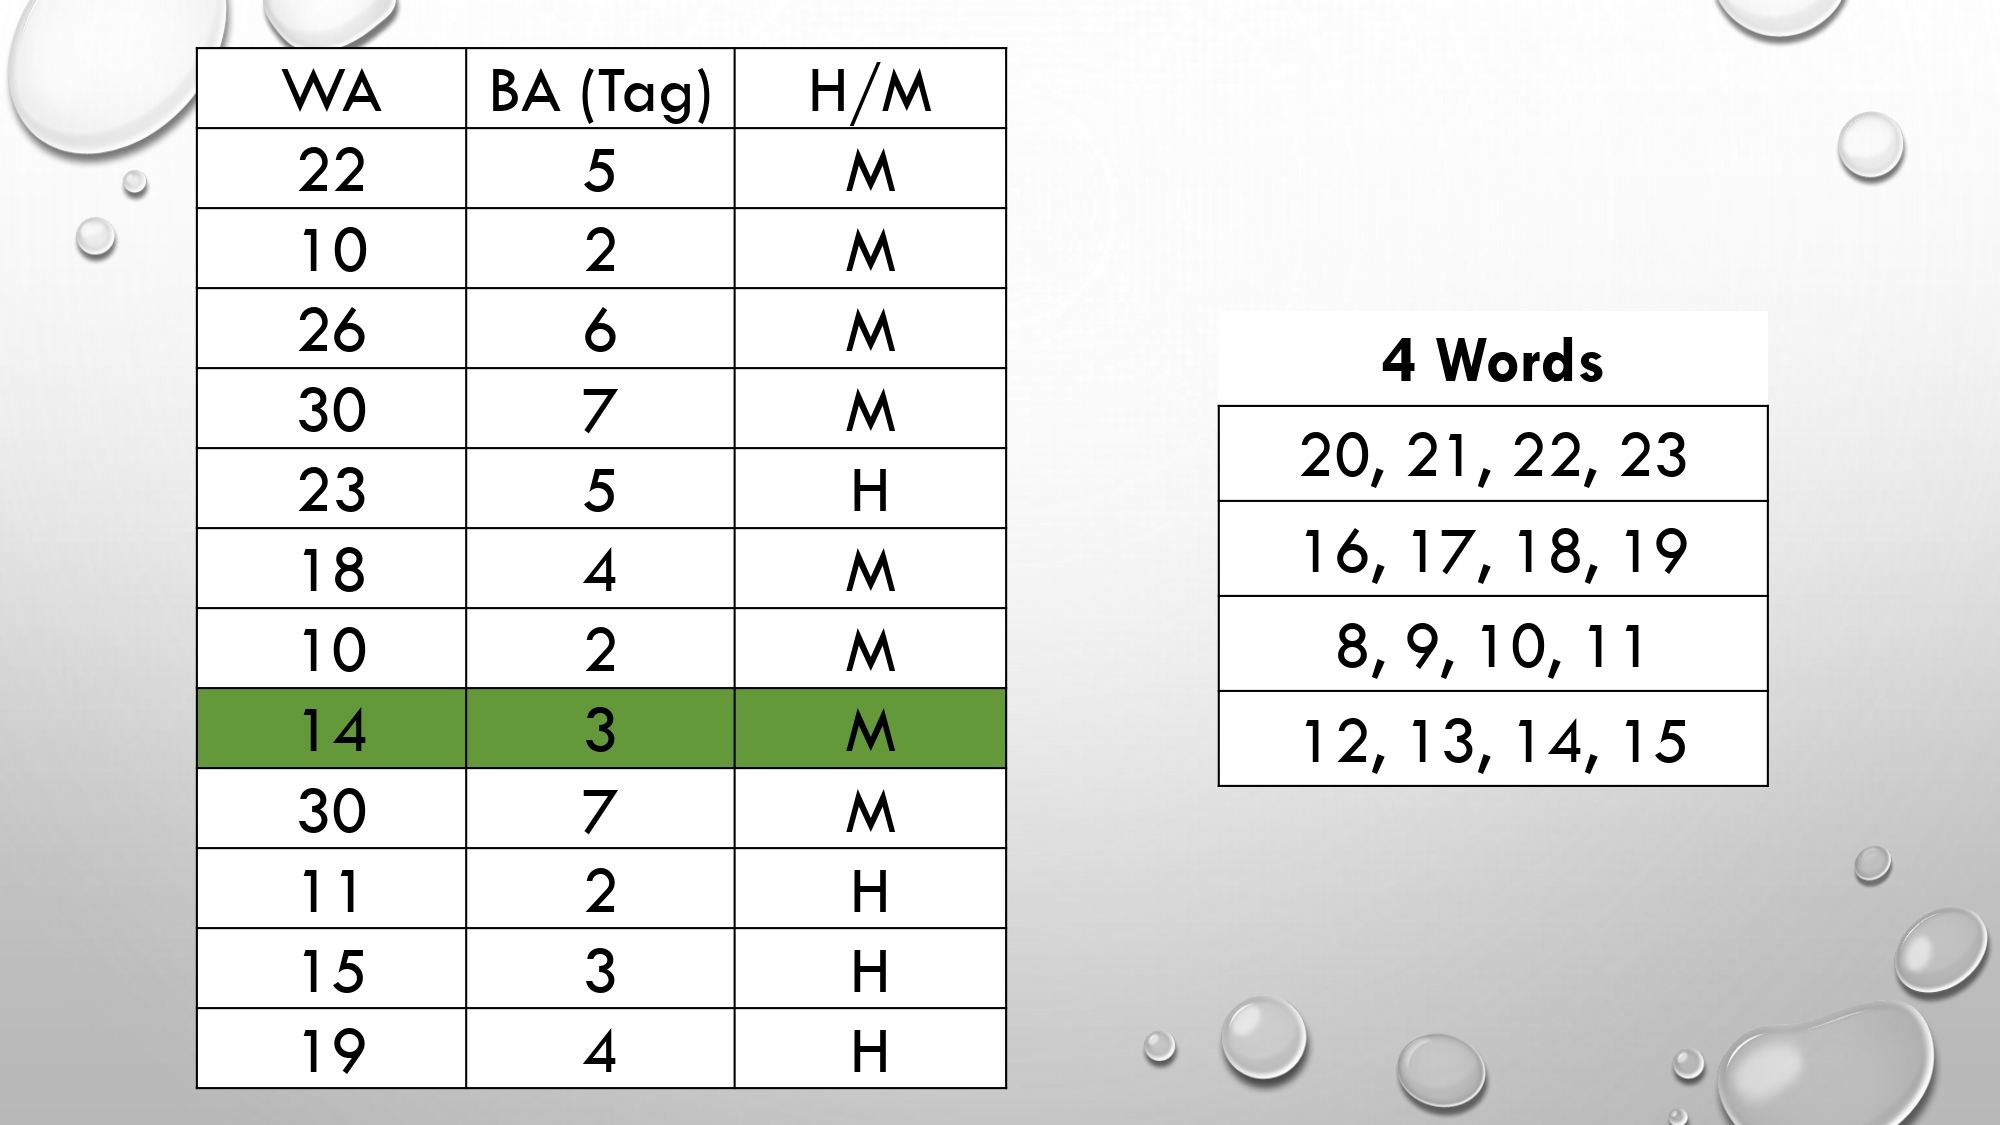 WA BA (Tag) H/M
22 5 M
10 2 M
26 6 M
30 7 M
23 5 H
18 4 M
10 2 M
14 3 M
30 7 M
11 2 H
15 3 H
19 4 H
4 Words
20, 21, 22, 23
16, 17, 18, 19
8, 9, 10, 11
12, 13, 14, 15